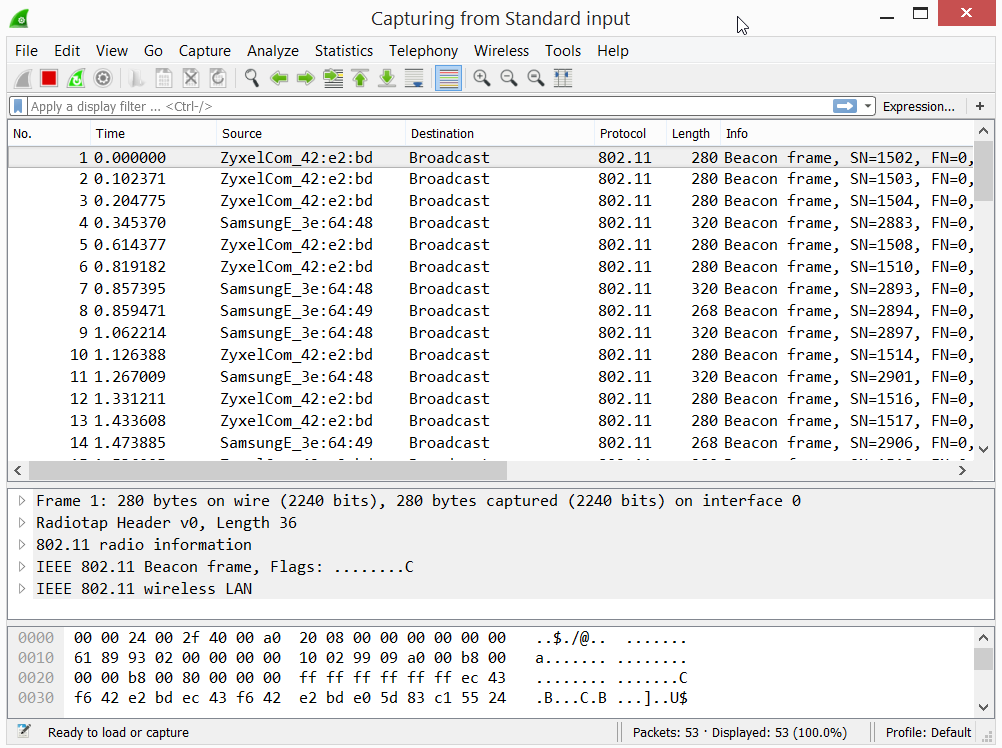 Capturing from Standard input
File Edit View Go Capture Analyze Statistics Telephony Wireless Tools Help
Apply a display filter ... <Ctrl-/> Expression... +
No. Time Source Destination Protocol Length Info
1 0.000000 ZyxelCom_42:e2:bd Broadcast 802.11 280 Beacon frame, SN=1502, FN=0,
2 0.102371 ZyxelCom_42:e2:bd Broadcast 802.11 280 Beacon frame, SN=1503, FN=0,
3 0.204775 ZyxelCom_42:e2:bd Broadcast 802.11 280 Beacon frame, SN=1504, FN=0,
4 0.345370 SamsungE_3e:64:48 Broadcast 802.11 320 Beacon frame, SN=2883, FN=0,
5 0.614377 ZyxelCom_42:e2:bd Broadcast 802.11 280 Beacon frame, SN=1508, FN=0,
6 0.819182 ZyxelCom_42:e2:bd Broadcast 802.11 280 Beacon frame, SN=1510, FN=0,
7 0.857395 SamsungE_3e:64:48 Broadcast 802.11 320 Beacon frame, SN=2893, FN=0,
8 0.859471 SamsungE_3e:64:49 Broadcast 802.11 268 Beacon frame, SN=2894, FN=0,
9 1.062214 SamsungE_3e:64:48 Broadcast 802.11 320 Beacon frame, SN=2897, FN=0,
10 1.126388 ZyxelCom_42:e2:bd Broadcast 802.11 280 Beacon frame, SN=1514, FN=0,
11 1.267009 SamsungE_3e:64:48 Broadcast 802.11 320 Beacon frame, SN=2901, FN=0,
12 1.331211 ZyxelCom_42:e2:bd Broadcast 802.11 280 Beacon frame, SN=1516, FN=0,
13 1.433608 ZyxelCom_42:e2:bd Broadcast 802.11 280 Beacon frame, SN=1517, FN=0,
14 1.473885 SamsungE_3e:64:49 Broadcast 802.11 268 Beacon frame, SN=2906, FN=0,
Frame 1: 280 bytes on wire (2240 bits), 280 bytes captured (2240 bits) on interface 0
Radiotap Header v0, Length 36
802.11 radio information
IEEE 802.11 Beacon frame, Flags: ........C
IEEE 802.11 wireless LAN
0000 00 00 24 00 2f 40 00 a0 20 08 00 00 00 00 00 00 ..$./@.. .......
0010 61 89 93 02 00 00 00 00 10 02 99 09 a0 00 b8 00 a....... ........
0020 00 00 b8 00 80 00 00 00 ff ff ff ff ff ff ec 43 ........ .......C
0030 f6 42 e2 bd ec 43 f6 42 e2 bd e0 5d 83 c1 55 24 .B...C.B ...]..U$
Ready to load or capture Packets: 53 · Displayed: 53 (100.0%) Profile: Default